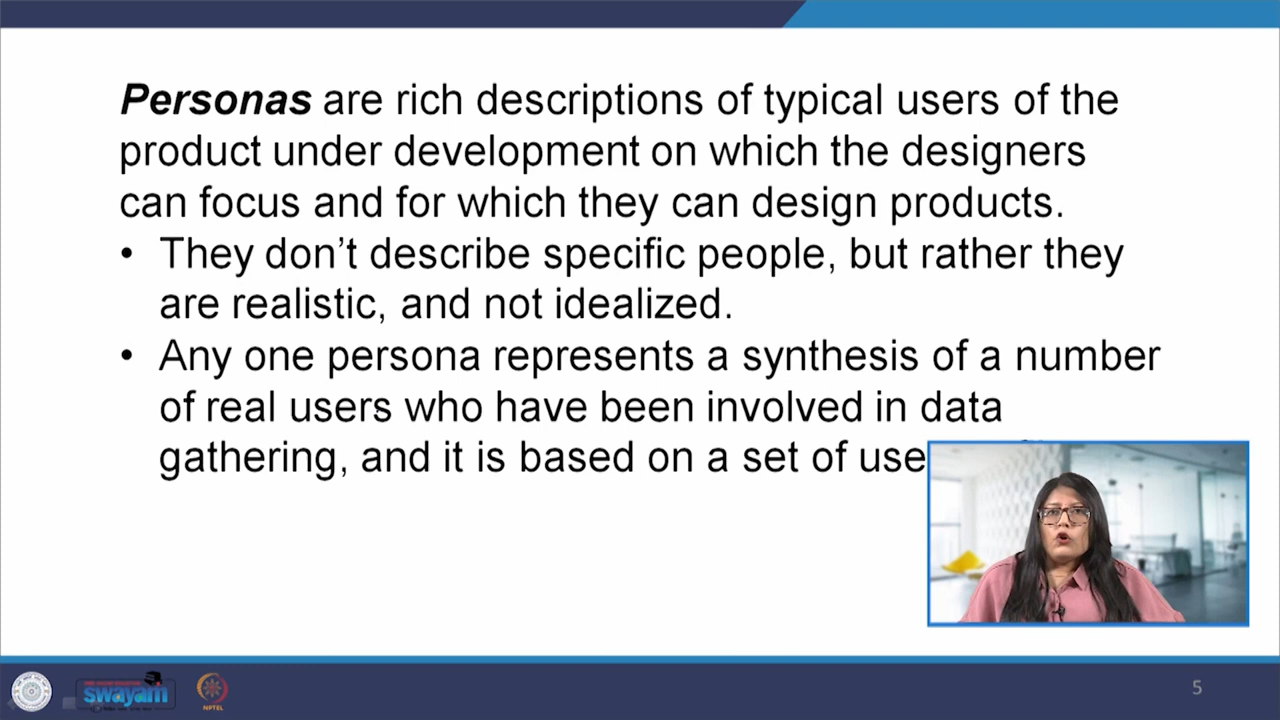 Personas are rich descriptions of typical users of the
product under development on which the designers
can focus and for which they can design products.
• They don’t describe specific people, but rather they
are realistic, and not idealized.
• Any one persona represents a synthesis of a number
of real users who have been involved in data
gathering, and it is based on a set of
swayam
NPTEL
5